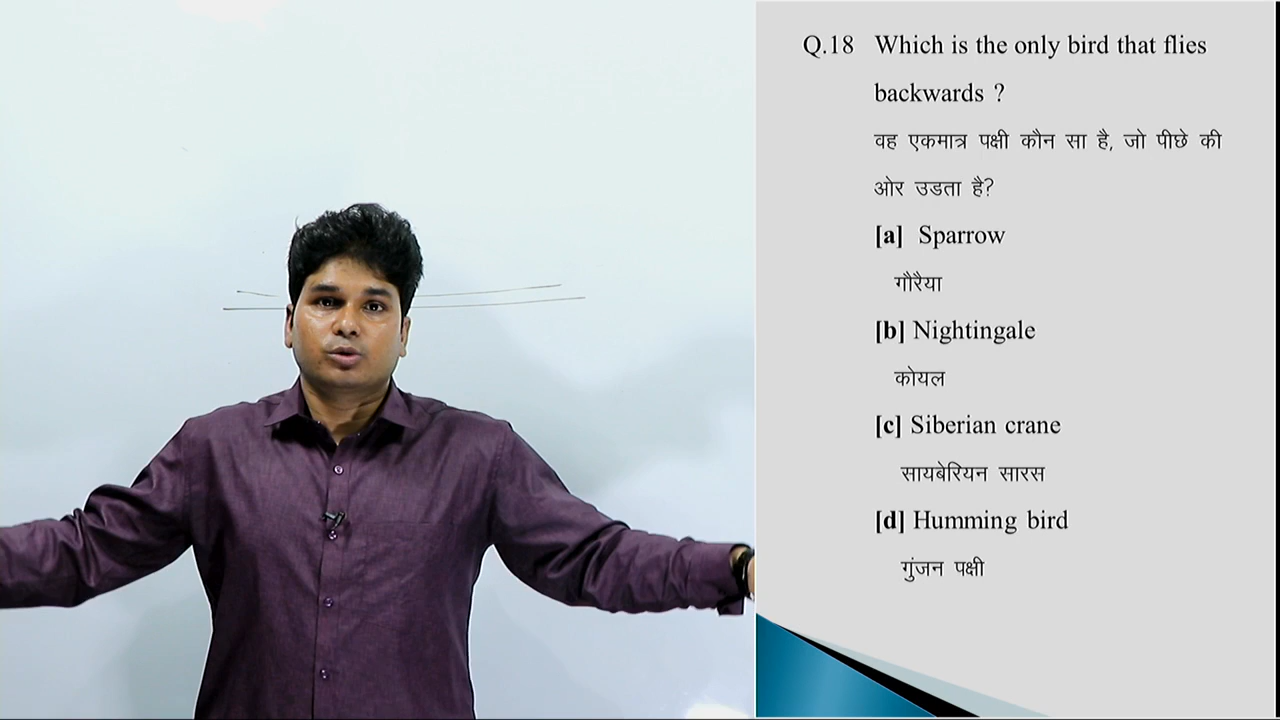 Q.18 Which is the only bird that flies
backwards ?
वह एकमात्र पक्षी कौन सा है, जो पीछे की
ओर उडता है?
[a] Sparrow
गौरैया
[b] Nightingale
कोयल
[c] Siberian crane
सायबेरियन सारस
[d] Humming bird
गुंजन पक्षी